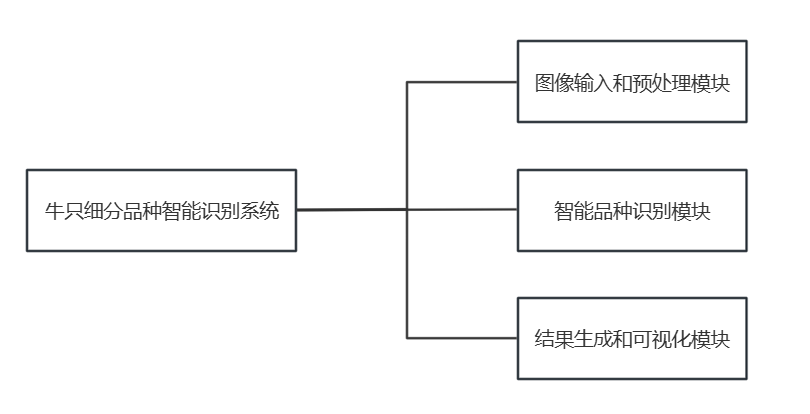 图像输入和预处理模块
牛只细分品种智能识别系统
智能品种识别模块
结果生成和可视化模块